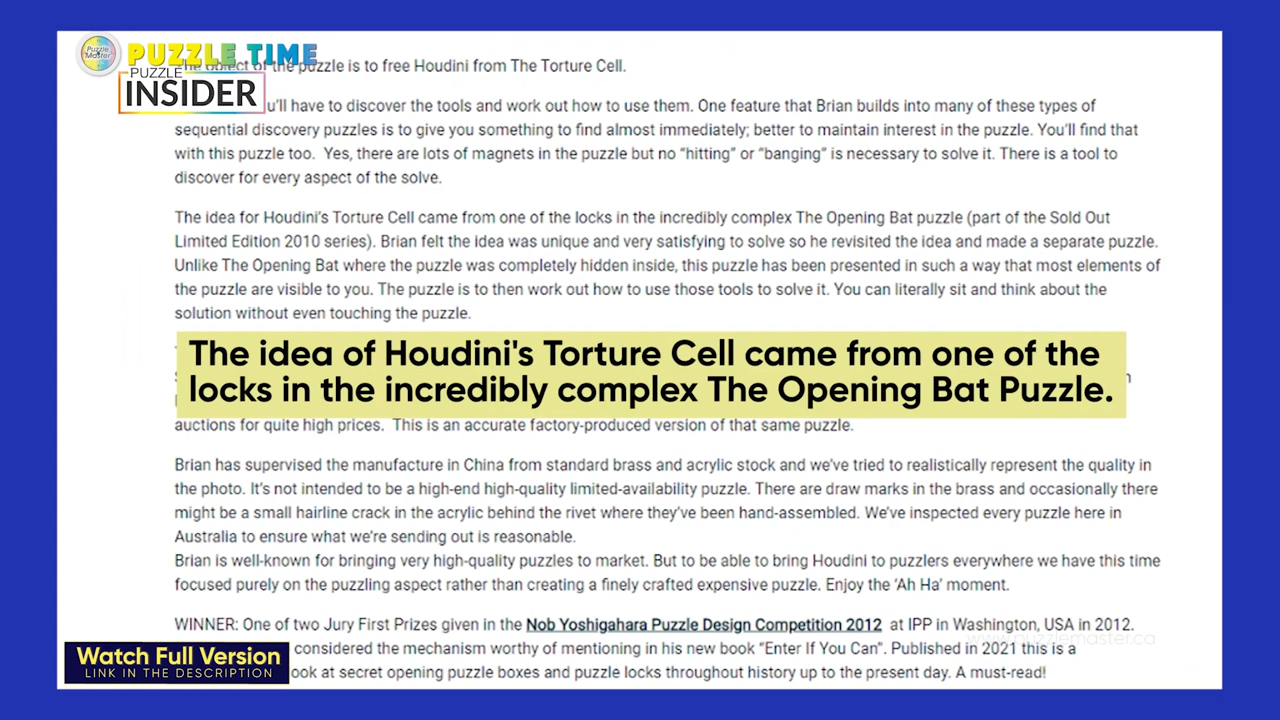 PUZZLE TIME
Puzzle Master
PUZZLE
INSIDER
object of the puzzle is to free Houdini from The Torture Cell.
u'll have to discover the tools and work out how to use them. One feature that Brian builds into many of these types of
sequential discovery puzzles is to give you something to find almost immediately; better to maintain interest in the puzzle. You'll find that
with this puzzle too. Yes, there are lots of magnets in the puzzle but no “hitting” or “banging” is necessary to solve it. There is a tool to
discover for every aspect of the solve.
The idea for Houdini's Torture Cell came from one of the locks in the incredibly complex The Opening Bat puzzle (part of the Sold Out
Limited Edition 2010 series). Brian felt the idea was unique and very satisfying to solve so he revisited the idea and made a separate puzzle.
Unlike The Opening Bat where the puzzle was completely hidden inside, this puzzle has been presented in such a way that most elements of
the puzzle are visible to you. The puzzle is to then work out how to use those tools to solve it. You can literally sit and think about the
solution without even touching the puzzle.
The idea of Houdini's Torture Cell came from one of the
locks in the incredibly complex The Opening Bat Puzzle.
auctions for quite high prices. This is an accurate factory-produced version of that same puzzle.
Brian has supervised the manufacture in China from standard brass and acrylic stock and we've tried to realistically represent the quality in
the photo. It's not intended to be a high-end high-quality limited-availability puzzle. There are draw marks in the brass and occasionally there
might be a small hairline crack in the acrylic behind the rivet where they've been hand-assembled. We've inspected every puzzle here in
Australia to ensure what we're sending out is reasonable.
Brian is well-known for bringing very high-quality puzzles to market. But to be able to bring Houdini to puzzlers everywhere we have this time
focused purely on the puzzling aspect rather than creating a finely crafted expensive puzzle. Enjoy the ‘Ah Ha’ moment.
WINNER: One of two Jury First Prizes given in the Nob Yoshigahara Puzzle Design Competition 2012 at IPP in Washington, USA in 2012.
www.puzzlemaster.ca
considered the mechanism worthy of mentioning in his new book “Enter If You Can”. Published in 2021 this is a
ook at secret opening puzzle boxes and puzzle locks throughout history up to the present day. A must-read!
Watch Full Version
LINK IN THE DESCRIPTION